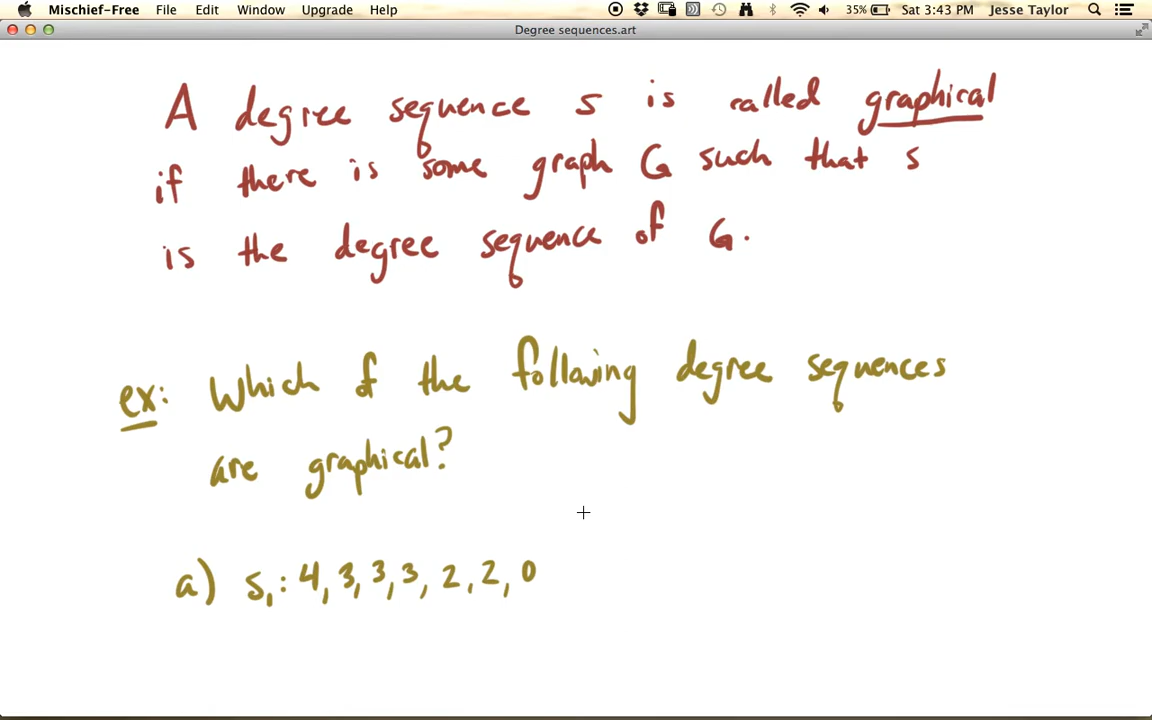 Mischief-Free File Edit Window Upgrade Help 35% Sat 3:43 PM Jesse Taylor
Degree sequences.art
A degree sequence s is called graphical
if there is some graph G such that s
is the degree sequence of G.
ex: Which of the following degree sequences
are graphical?
a) s₁: 4, 3, 3, 3, 2, 2, 0